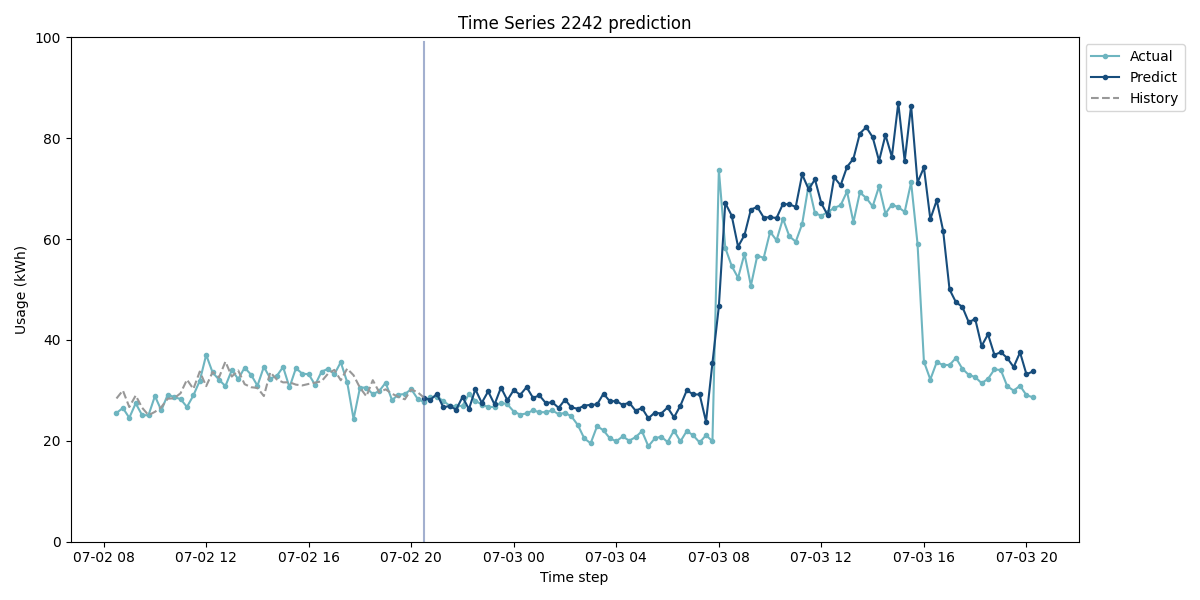 Time Series 2242 prediction
100
80
60
40
20
0
Usage (kWh)
07-02 08
07-02 12
07-02 16
07-02 20
07-03 00
07-03 04
07-03 08
07-03 12
07-03 16
07-03 20
Time step
Actual
Predict
History